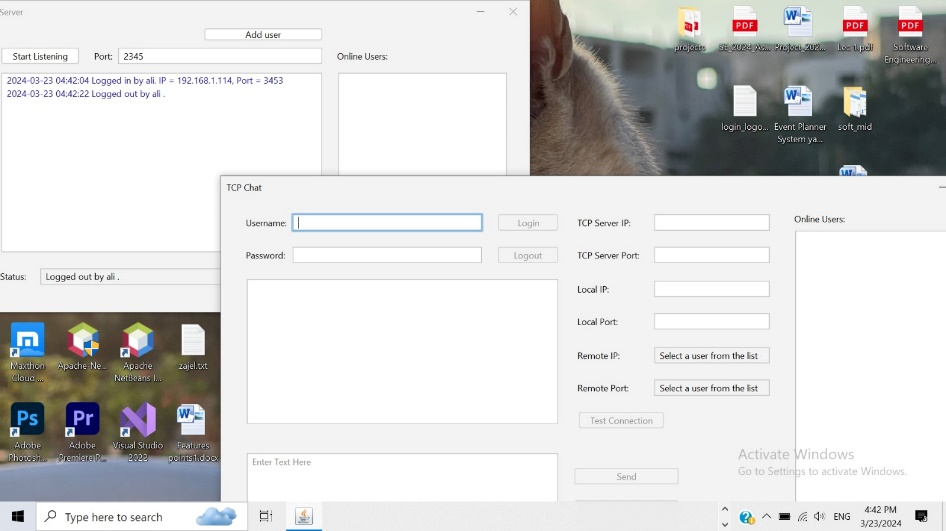 Server
Add user
Start Listening
Port:
2345
Online Users:
2024-03-23 04:42:04 Logged in by ali. IP = 192.168.1.114, Port = 3453
2024-03-23 04:42:22 Logged out by ali .
Status:
Logged out by ali .
TCP Chat
Username:
Login
TCP Server IP:
Online Users:
Password:
Logout
TCP Server Port:
Local IP:
Local Port:
Remote IP:
Select a user from the list
Remote Port:
Select a user from the list
Test Connection
Enter Text Here
Send
PDF
PDF
PDF
projects
Project_202...
Lec 1.pdf
Software
Engineering...
login_logo...
Event Planner
System ya...
soft_mid
Maxthon
Cloud ...
Apache-Ne...
Apache
NetBeans I...
zajel.txt
Ps
Pr
Adobe
Photosh...
Adobe
Premiere P...
Visual Studio
2022
Features
points1.docx
Activate Windows
Go to Settings to activate Windows.
Type here to search
ENG
4:42 PM
3/23/2024